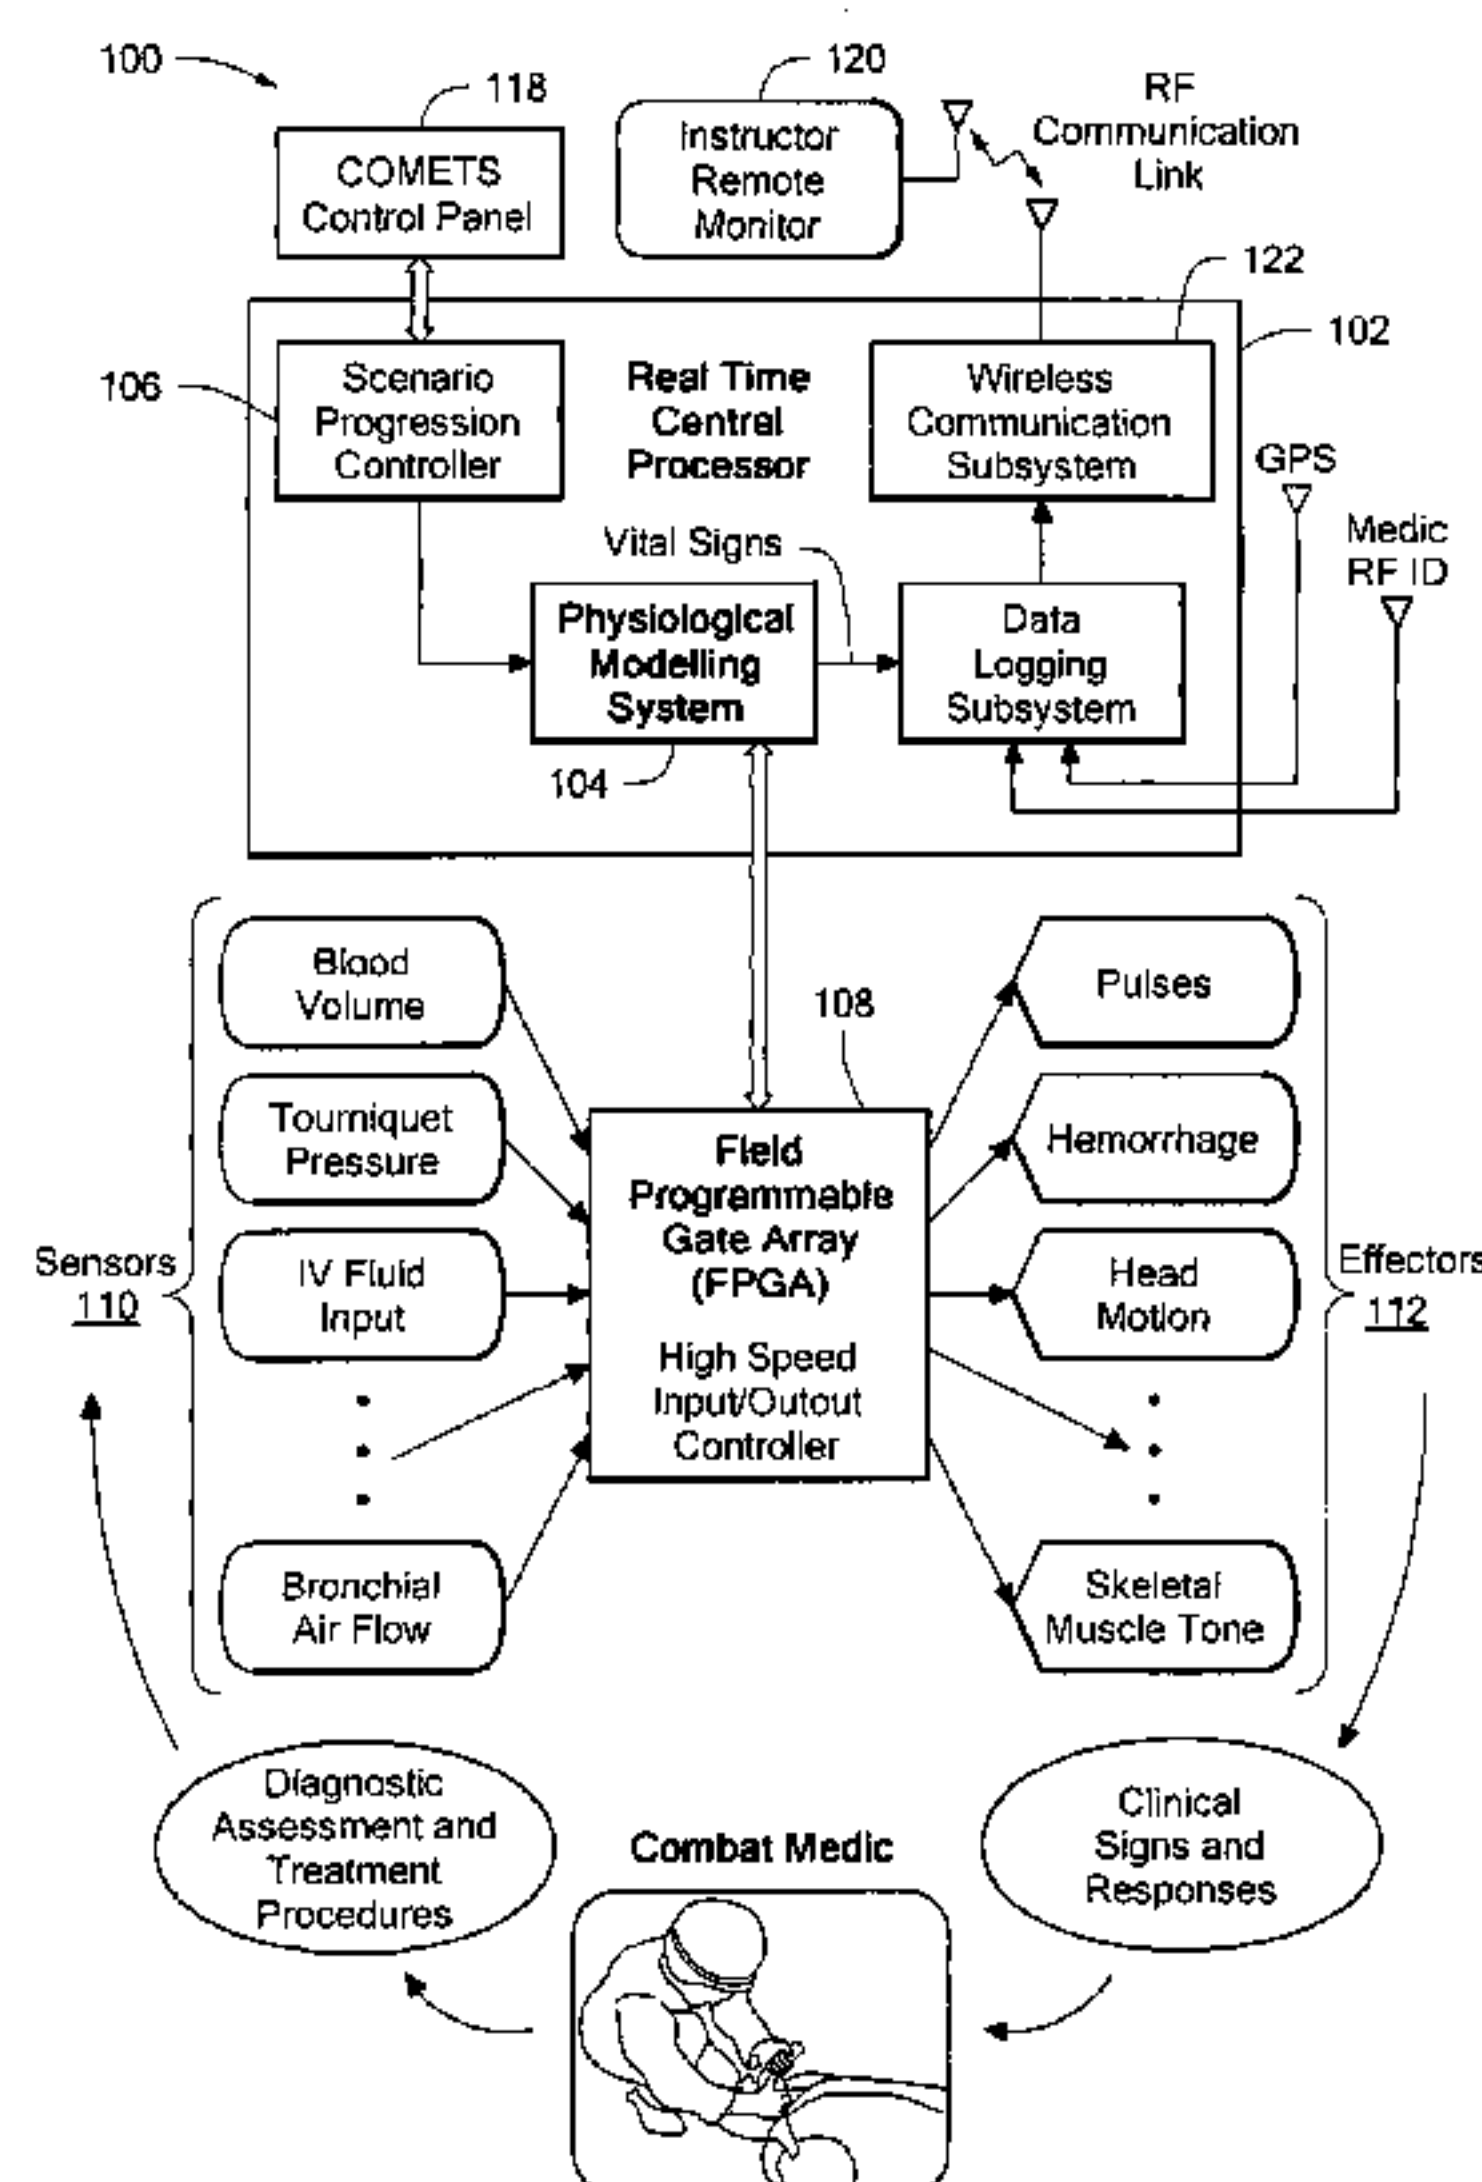 100
118
COMETS
Control Panel
120
Instructor
Remote
Monitor
RF
Communication
Link
122
102
106
Scenario
Progression
Controller
Real Time
Central
Processor
Wireless
Communication
Subsystem
GPS
Medic
RF ID
Vital Signs
Physiological
Modelling
System
Data
Logging
Subsystem
104
Blood
Volume
Tourniquet
Pressure
IV Fluid
Input
Bronchial
Air Flow
Sensors
110
108
Field
Programmable
Gate Array
(FPGA)
High Speed
Input/Outout
Controller
Pulses
Hemorrhage
Head
Motion
Skeletal
Muscle Tone
Effectors
112
Diagnostic
Assessment and
Treatment
Procedures
Combat Medic
Clinical
Signs and
Responses